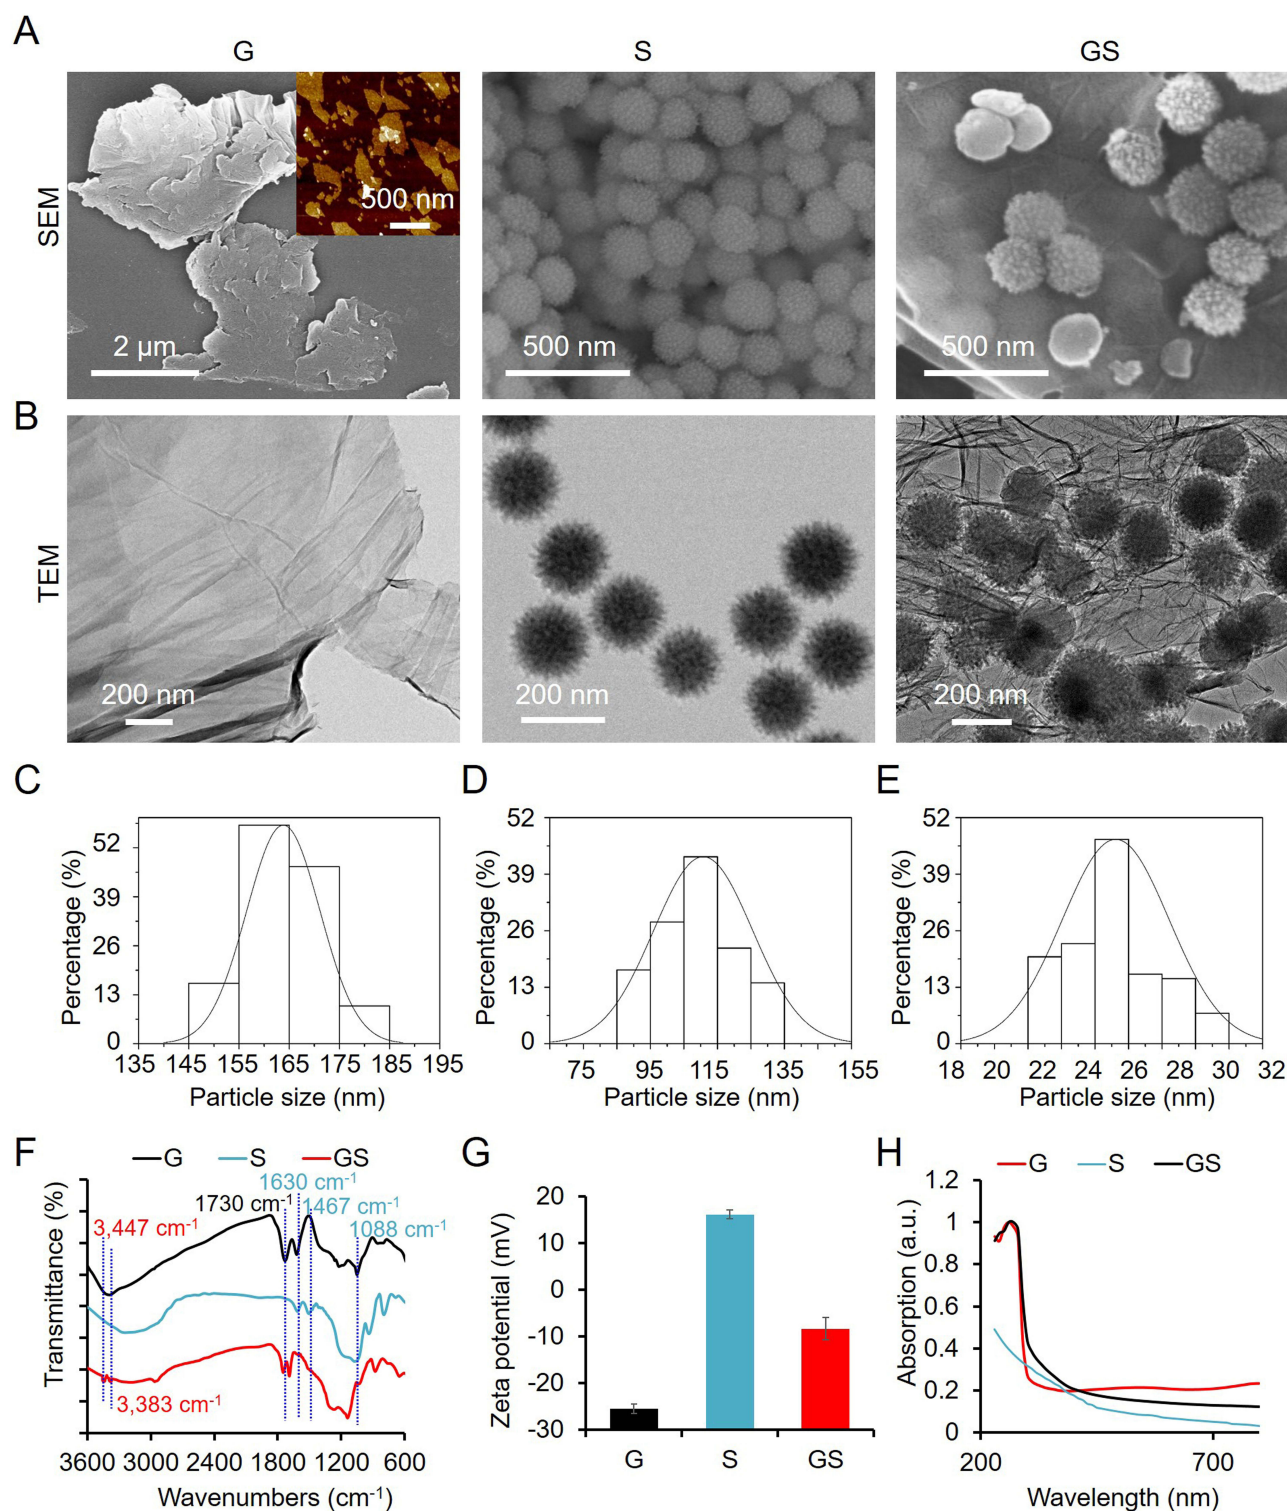 A
G
S
GS
SEM
500 nm
2 μm
500 nm
500 nm
B
TEM
200 nm
200 nm
200 nm
C
D
E
Percentage (%)
52
39
26
13
0
135 145 155 165 175 195
Particle size (nm)
Percentage (%)
52
39
26
13
0
75 95 115 135 155
Particle size (nm)
Percentage (%)
52
39
26
13
0
18 20 22 24 26 28 30 32
Particle size (nm)
F
G S GS
1630 cm-1
1730 cm-1
1467 cm-1
3,447 cm-1
1088 cm-1
3,383 cm-1
Transmittance (%)
3600 3000 2400 1800 1200 600
Wavenumbers (cm-1)
G
Zeta potential (mV)
20
10
0
-10
-20
-30
G S GS
H
G S GS
Absorption (a.u.)
1.2
1
0.8
0.6
0.4
0.2
0
200 700
Wavelength (nm)